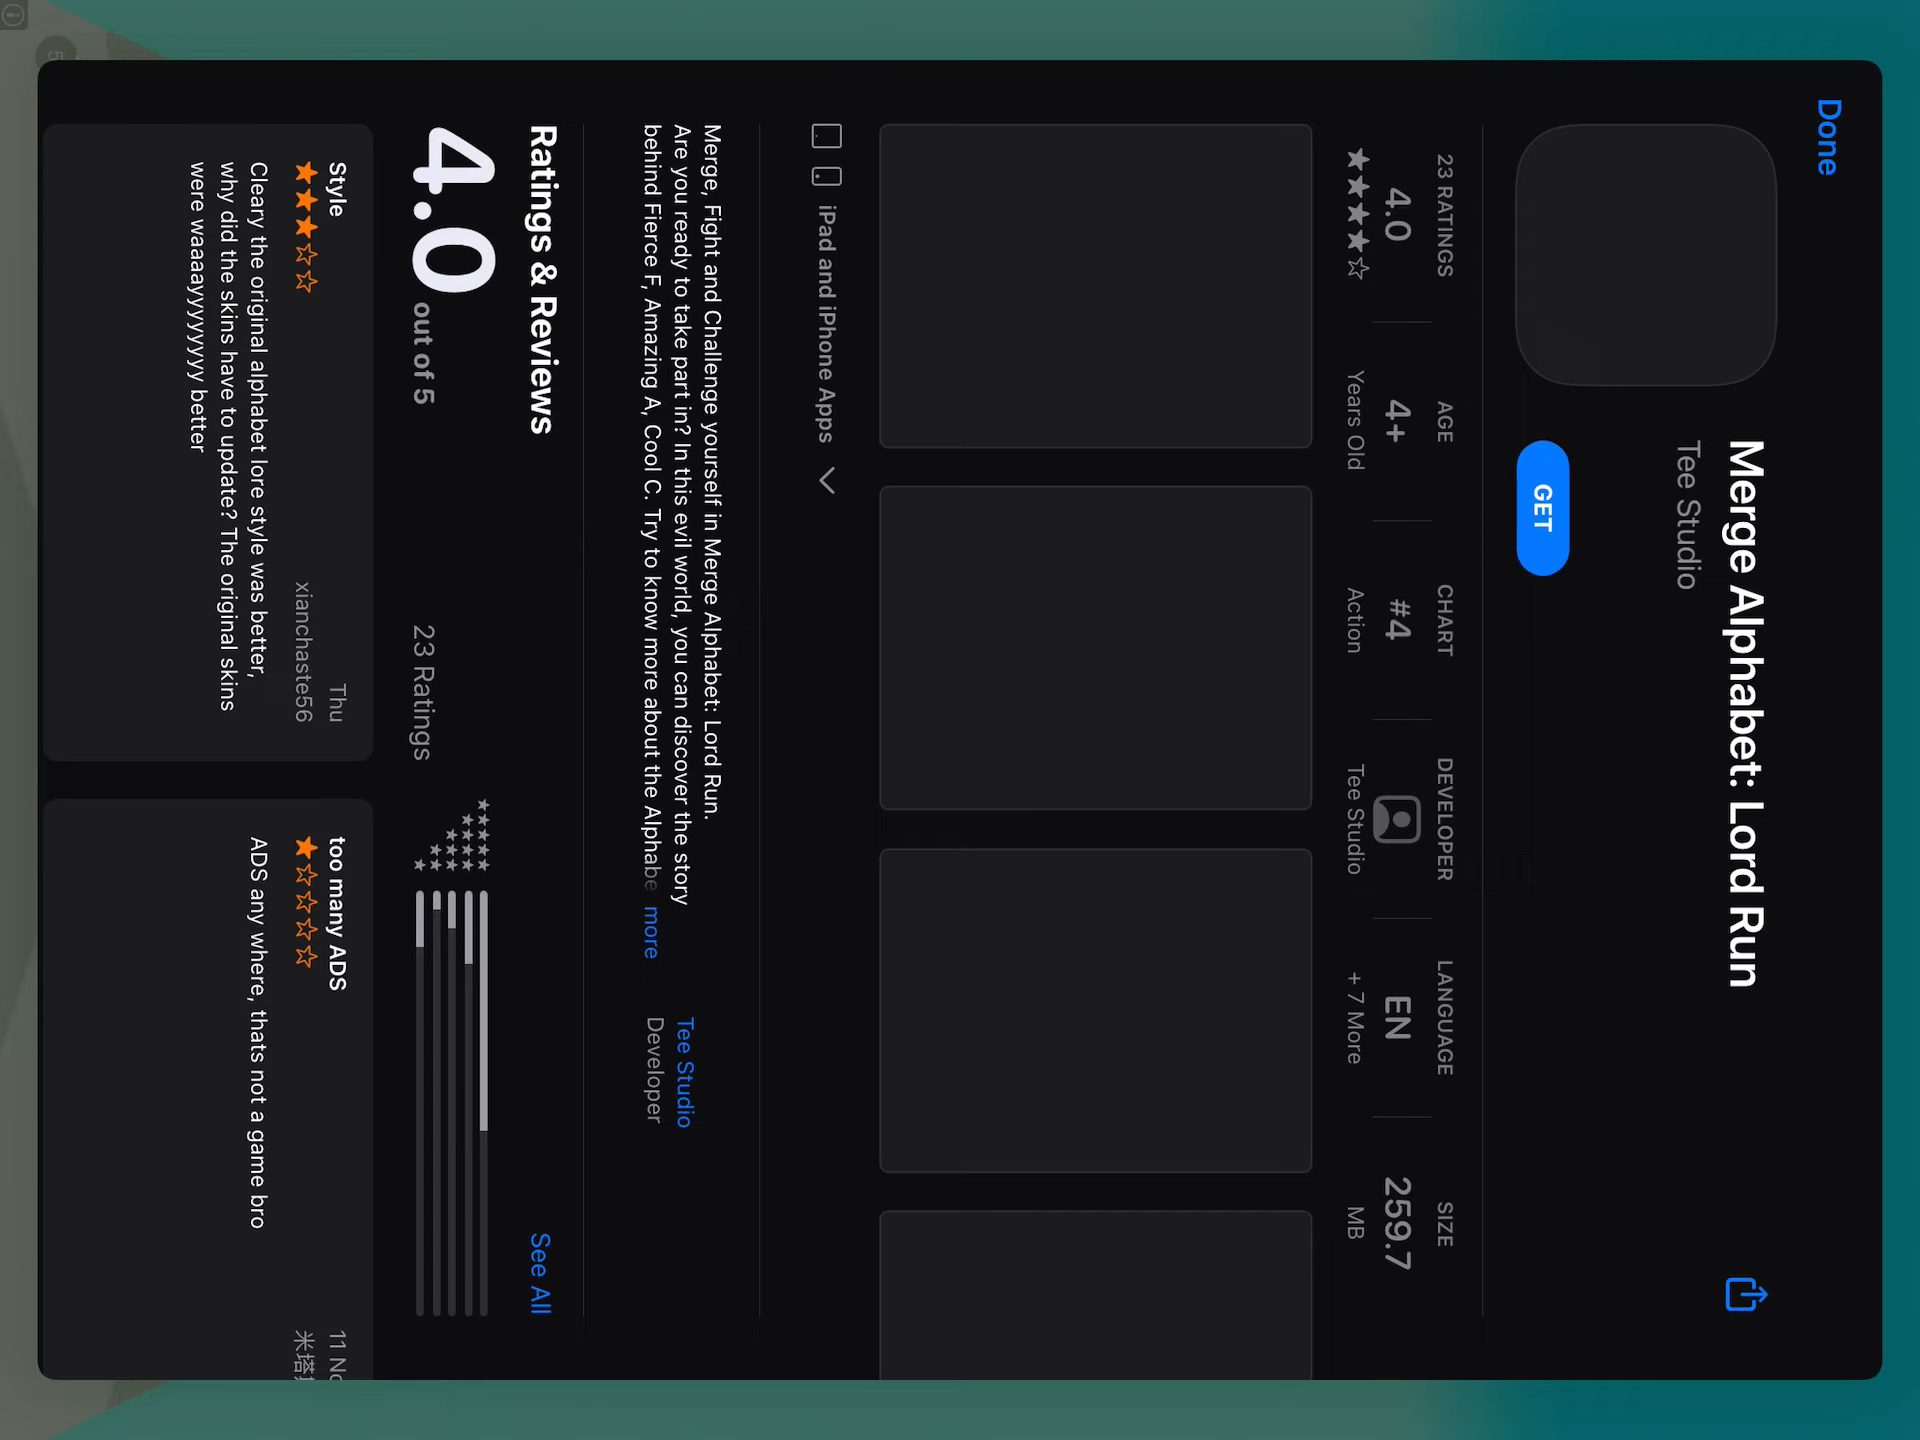 Done
Merge Alphabet: Lord Run
Tee Studio
GET
23 RATINGS
4.0
AGE
4+
Years Old
CHART
#4
Action
DEVELOPER
Tee Studio
LANGUAGE
EN
+ 7 More
SIZE
259.7
MB
iPad and iPhone Apps
Merge, Fight and Challenge yourself in Merge Alphabet: Lord Run.
Are you ready to take part in? In this evil world, you can discover the story
behind Fierce F, Amazing A, Cool C. Try to know more about the Alphabe more
Tee Studio
Developer
Ratings & Reviews
See All
4.0 out of 5
23 Ratings
Style
Thu
xianchaste56
Cleary the original alphabet lore style was better,
why did the skins have to update? The original skins
were waaaayyyyyyyy better
too many ADS
11 No
米塔
ADS any where, thats not a game bro